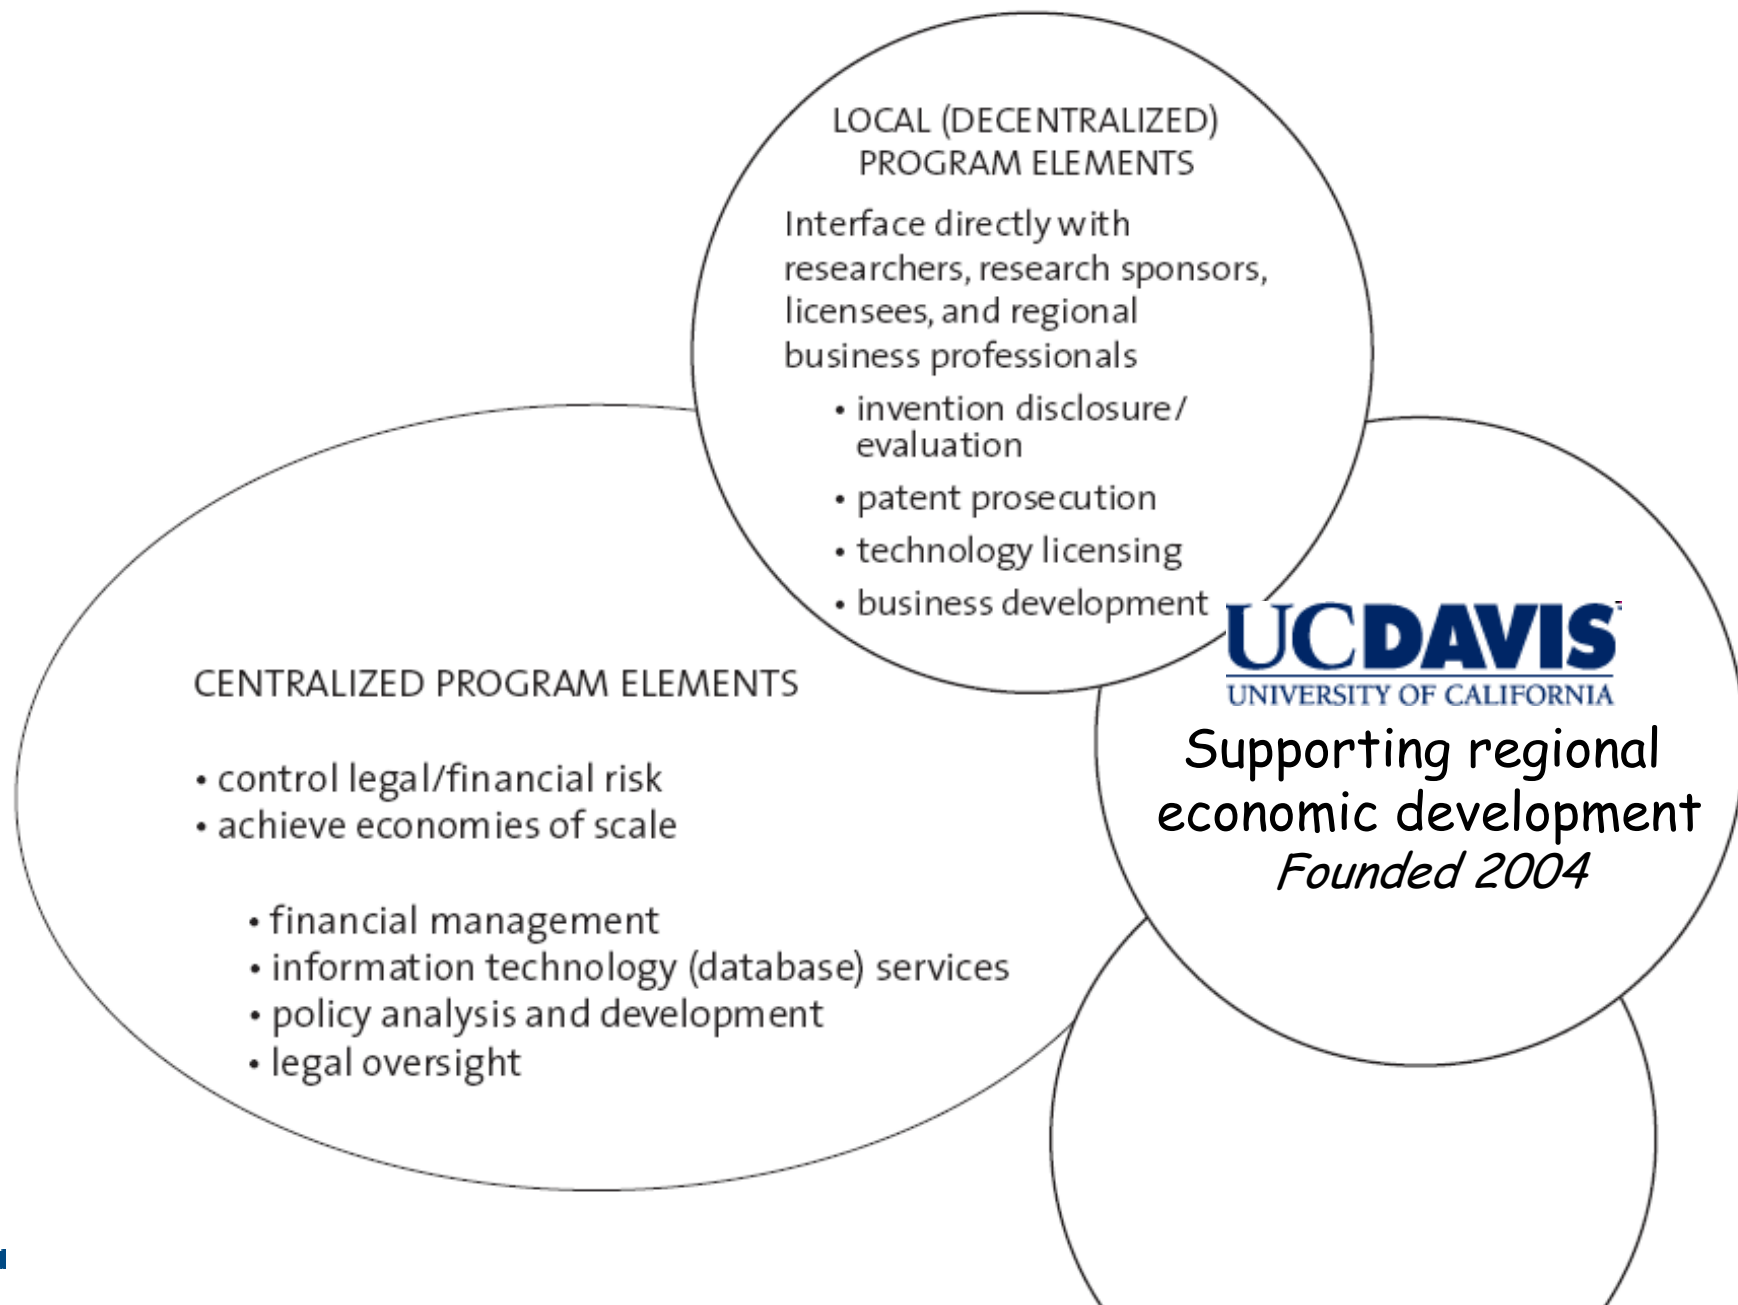 LOCAL (DECENTRALIZED)
PROGRAM ELEMENTS
Interface directly with
researchers, research sponsors,
licensees, and regional
business professionals
• invention disclosure/
evaluation
• patent prosecution
• technology licensing
• business development
CENTRALIZED PROGRAM ELEMENTS
• control legal/financial risk
• achieve economies of scale
• financial management
• information technology (database) services
• policy analysis and development
• legal oversight
UCDAVIS
UNIVERSITY OF CALIFORNIA
Supporting regional
economic development
Founded 2004